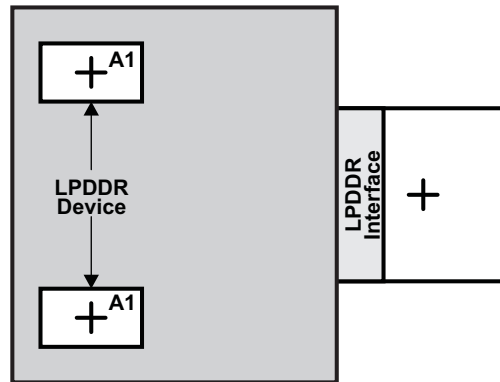 A1
LPDDR
Device
LPDDR
Interface
A1